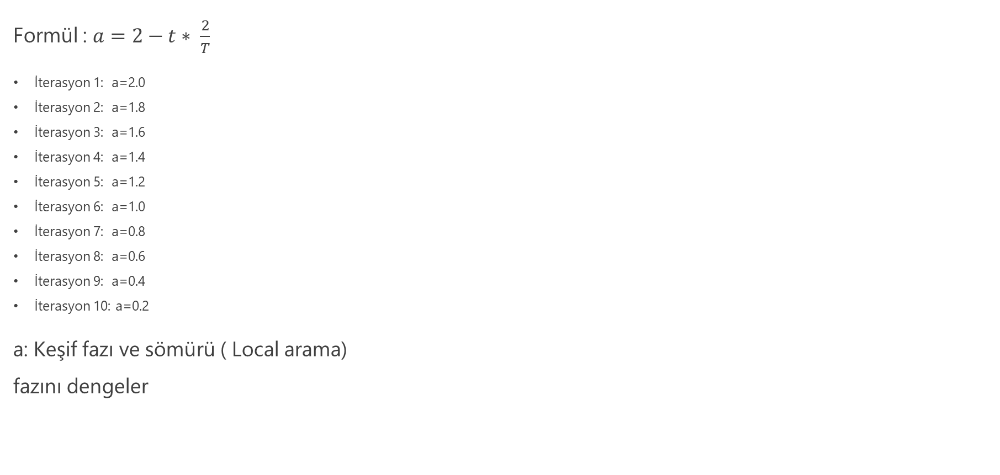 Formül : a = 2 − t * 2/T
• İterasyon 1: a=2.0
• İterasyon 2: a=1.8
• İterasyon 3: a=1.6
• İterasyon 4: a=1.4
• İterasyon 5: a=1.2
• İterasyon 6: a=1.0
• İterasyon 7: a=0.8
• İterasyon 8: a=0.6
• İterasyon 9: a=0.4
• İterasyon 10: a=0.2
a: Keşif fazı ve sömürü ( Local arama)
fazını dengeler